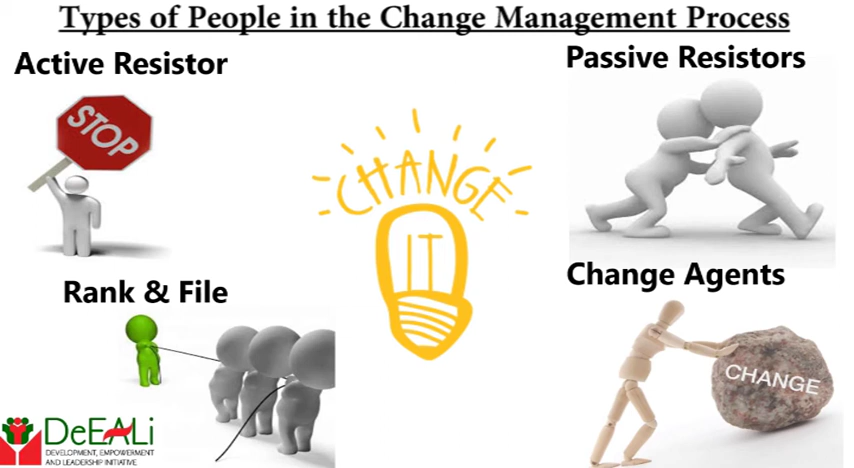 Types of People in the Change Management Process
Active Resistor
Passive Resistors
STOP
CHANGE
IT
Rank & File
Change Agents
CHANGE
DeEALi
DEVELOPMENT, EMPOWERMENT
AND LEADERSHIP INITIATIVE